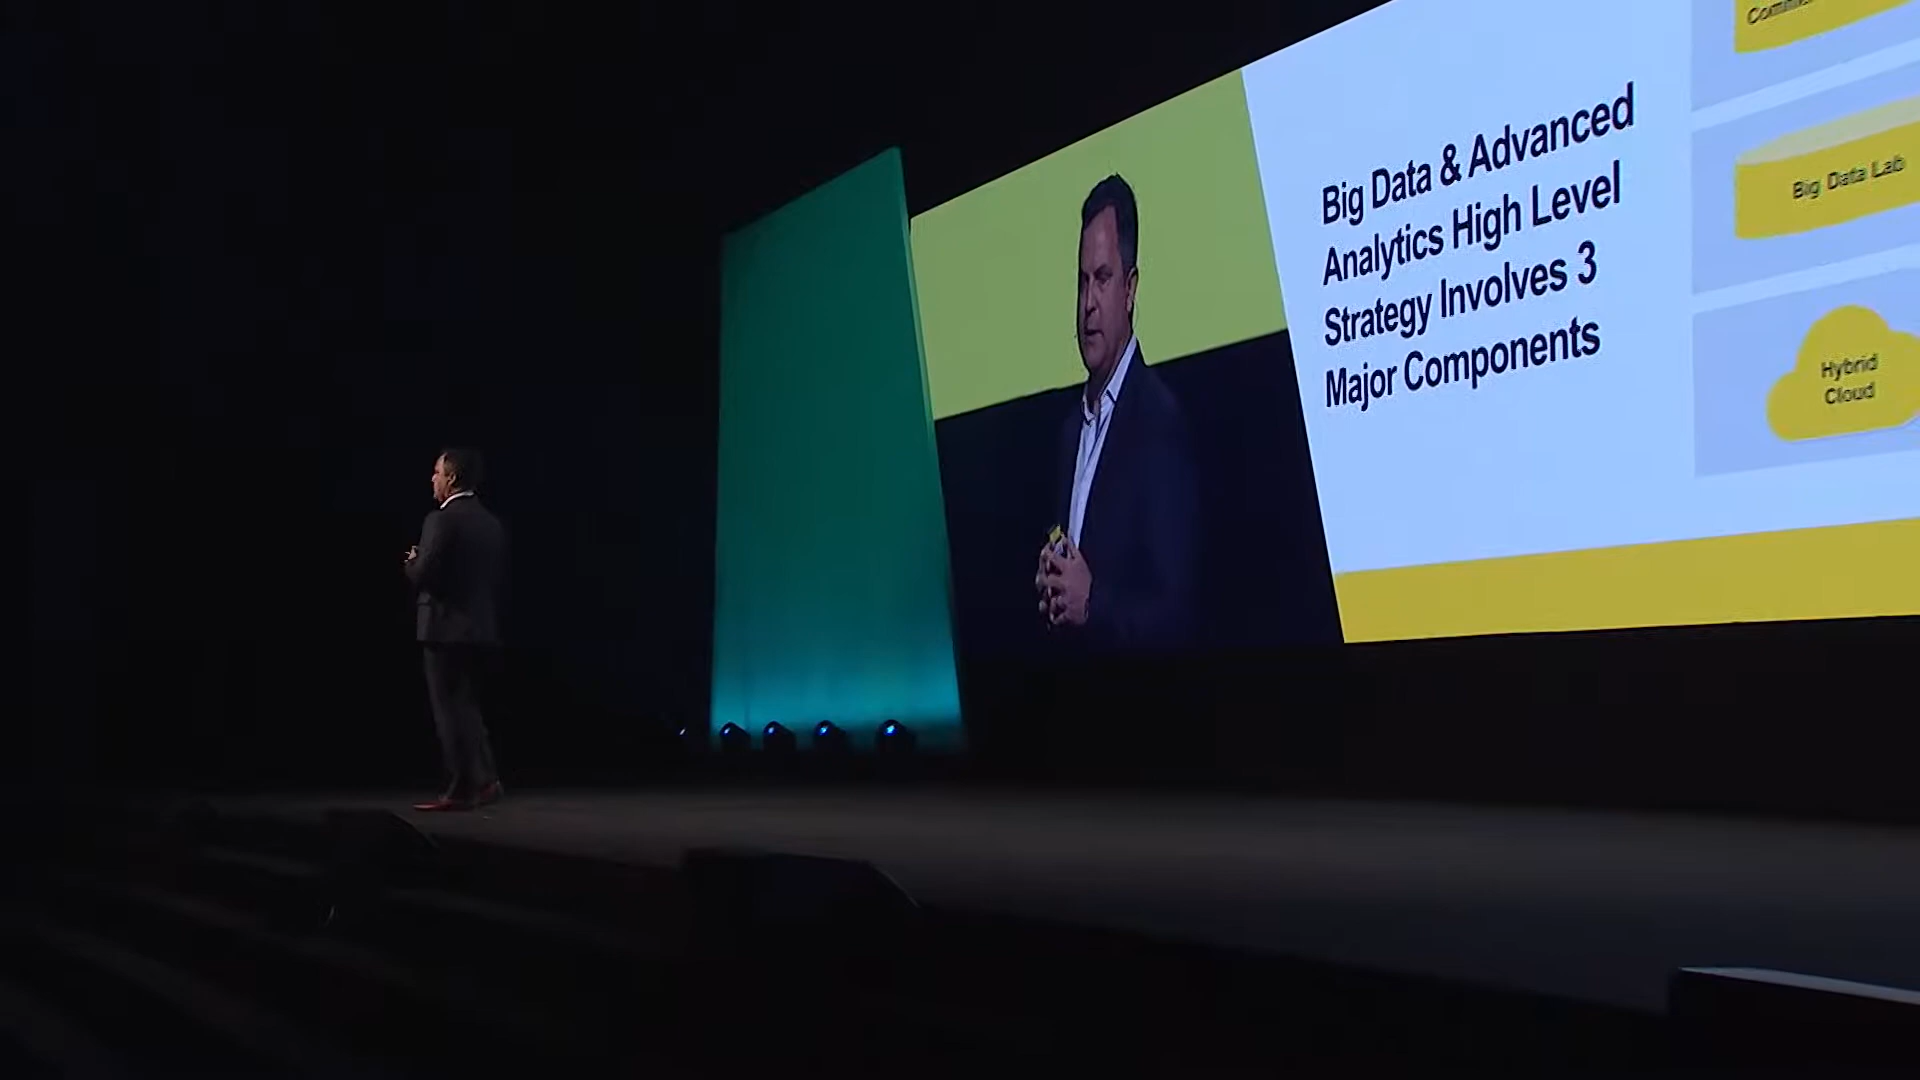 Big Data & Advanced
Analytics High Level
Strategy Involves 3
Major Components
Big Data Lab
Hybrid
Cloud